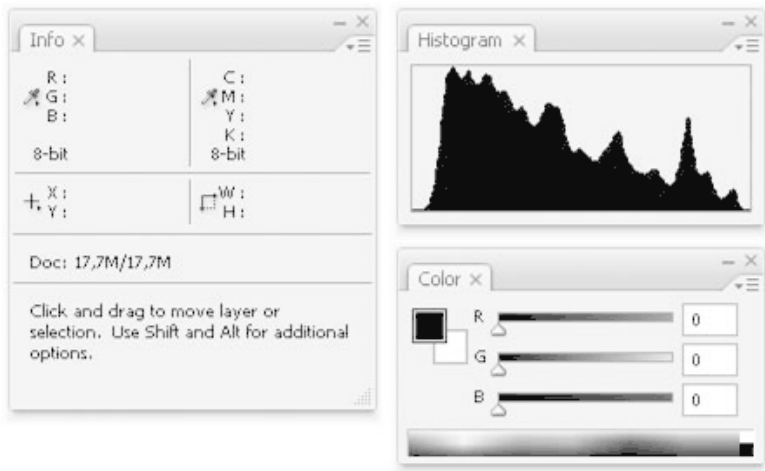 Info ×
R :
G :
B :
8-bit
C :
M :
Y :
K :
8-bit
X :
Y :
W :
H :
Doc: 17,7M/17,7M
Click and drag to move layer or
selection. Use Shift and Alt for additional
options.
Histogram ×
Color ×
R 0
G 0
B 0